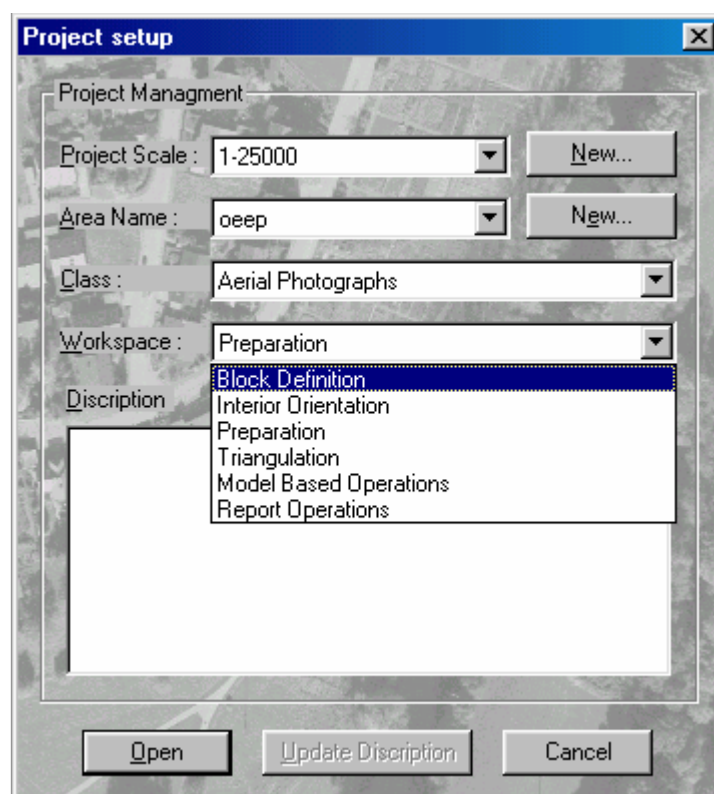 Project setup
Project Managment
Project Scale : 1-25000 New...
Area Name : oeep New...
Class : Aerial Photographs
Workspace : Preparation
Block Definition
Discription
Interior Orientation
Preparation
Triangulation
Model Based Operations
Report Operations
Open Update Discription Cancel